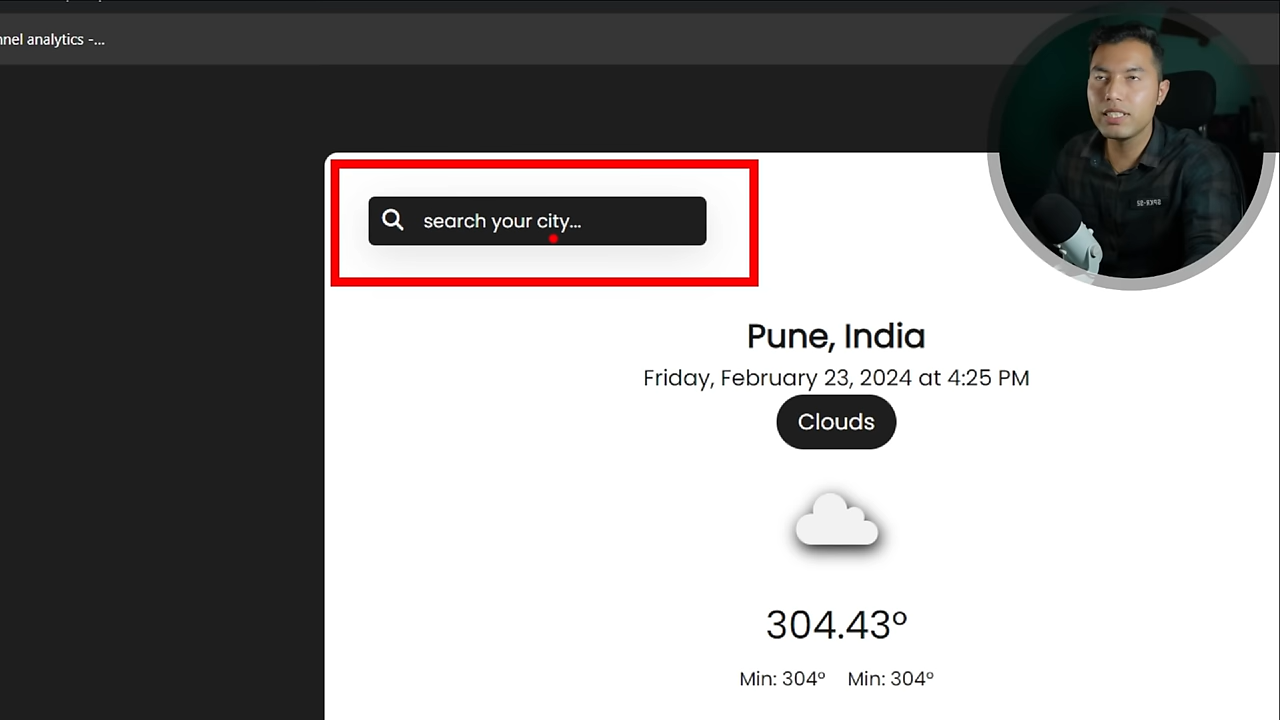 nnel analytics -...
search your city...
Pune, India
Friday, February 23, 2024 at 4:25 PM
Clouds
304.43°
Min: 304° Min: 304°